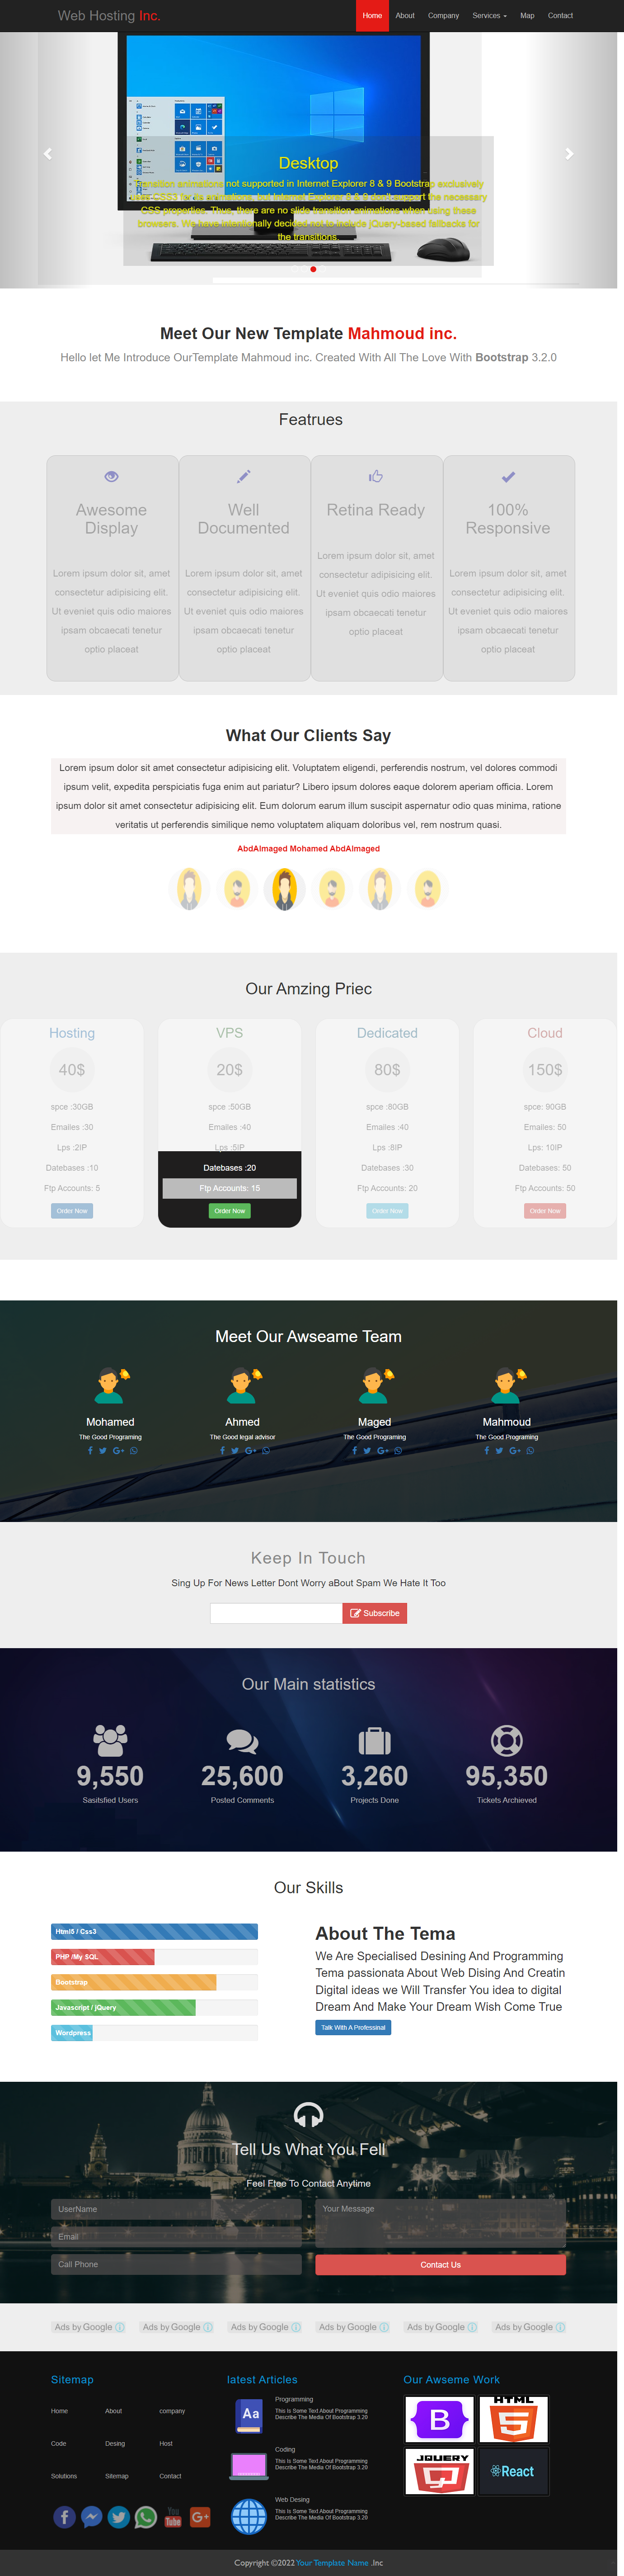 Web Hosting Inc.
Home
About
Company
Services
Map
Contact
Desktop
Transition animations not supported in Internet Explorer 8 & 9 Bootstrap exclusively
uses CSS3 for its animations, but Internet Explorer 8 & 9 don't support the necessary
CSS properties. Thus, there are no slide transition animations when using these
browsers. We have intentionally decided not to include jQuery-based fallbacks for
the transitions.
Meet Our New Template Mahmoud inc.
Hello let Me Introduce OurTemplate Mahmoud inc. Created With All The Love With Bootstrap 3.2.0
Featrues
Awesome
Display
Lorem ipsum dolor sit, amet
consectetur adipisicing elit.
Ut eveniet quis odio maiores
ipsam obcaecati tenetur
optio placeat
Well
Documented
Lorem ipsum dolor sit, amet
consectetur adipisicing elit.
Ut eveniet quis odio maiores
ipsam obcaecati tenetur
optio placeat
Retina Ready
Lorem ipsum dolor sit, amet
consectetur adipisicing elit.
Ut eveniet quis odio maiores
ipsam obcaecati tenetur
optio placeat
100%
Responsive
Lorem ipsum dolor sit, amet
consectetur adipisicing elit.
Ut eveniet quis odio maiores
ipsam obcaecati tenetur
optio placeat
What Our Clients Say
Lorem ipsum dolor sit amet consectetur adipisicing elit. Voluptatem eligendi, perferendis nostrum, vel dolores commodi
ipsum velit, expedita perspiciatis fuga enim aut pariatur? Libero ipsum dolores eaque dolorem aperiam officia. Lorem
ipsum dolor sit amet consectetur adipisicing elit. Eum dolorum earum illum suscipit aspernatur odio quas minima, ratione
veritatis ut perferendis similique nemo voluptatem aliquam doloribus vel, rem nostrum quasi.
AbdAlmaged Mohamed AbdAlmaged
Our Amzing Priec
Hosting
40$
spce :30GB
Emailes :30
Lps :2IP
Datebases :10
Ftp Accounts: 5
Order Now
VPS
20$
spce :50GB
Emailes :40
Lps :5IP
Datebases :20
Ftp Accounts: 15
Order Now
Dedicated
80$
spce :80GB
Emailes :40
Lps :8IP
Datebases :30
Ftp Accounts: 20
Order Now
Cloud
150$
spce: 90GB
Emailes: 50
Lps: 10IP
Datebases: 50
Ftp Accounts: 50
Order Now
Meet Our Awseame Team
Mohamed
The Good Programing
Ahmed
The Good legal advisor
Maged
The Good Programing
Mahmoud
The Good Programing
Keep In Touch
Sing Up For News Letter Dont Worry aBout Spam We Hate It Too
Subscribe
Our Main statistics
9,550
Sasitsfied Users
25,600
Posted Comments
3,260
Projects Done
95,350
Tickets Archieved
Our Skills
Html5 / Css3
PHP /My SQL
Bootstrap
Javascript / jQuery
Wordpress
About The Tema
We Are Specialised Desining And Programming
Tema passionata About Web Dising And Creatin
Digital ideas we Will Transfer You idea to digital
Dream And Make Your Dream Wish Come True
Talk With A Professinal
Tell Us What You Fell
Feel Etee To Contact Anytime
UserName
Email
Call Phone
Your Message
Contact Us
Ads by Google
Ads by Google
Ads by Google
Ads by Google
Ads by Google
Ads by Google
Sitemap
Home
About
company
Code
Desing
Host
Solutions
Sitemap
Contact
You
Tube
G+
latest Articles
Aa
Programming
This Is Some Text About Programming
Describe The Media Of Bootstrap 3.20
Coding
This Is Some Text About Programming
Describe The Media Of Bootstrap 3.20
Web Desing
This Is Some Text About Programming
Describe The Media Of Bootstrap 3.20
Our Awseme Work
B
HTML
5
JQUERY
React
Copyright ©2022 Your Template Name .Inc